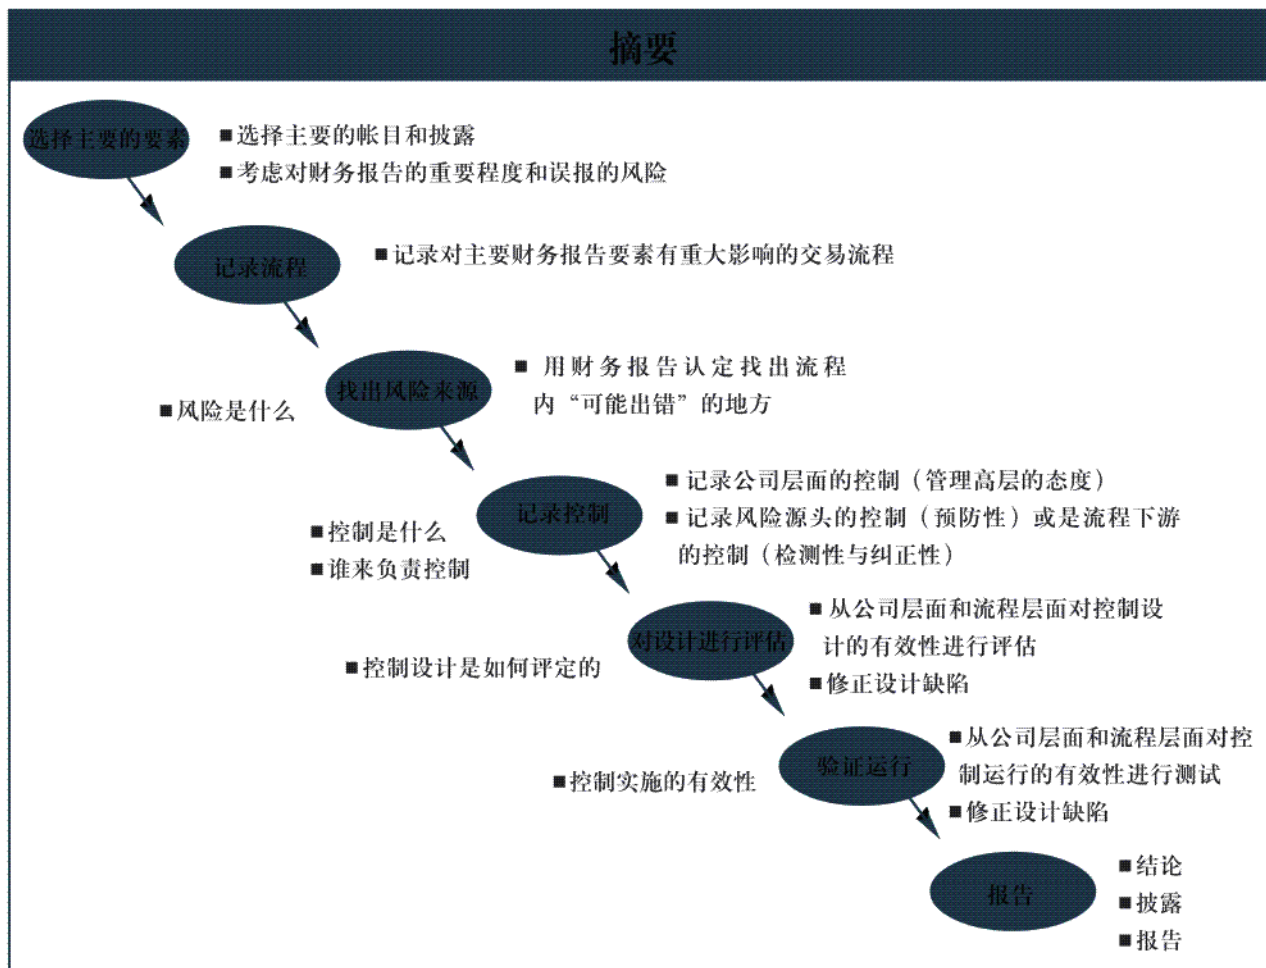 摘要
选择主要的要素
■选择主要的帐目和披露
■考虑对财务报告的重要程度和误报的风险
记录流程
■记录对主要财务报告要素有重大影响的交易流程
找出风险来源
■用财务报告认定找出流程
内“可能出错”的地方
■风险是什么
记录控制
■记录公司层面的控制（管理高层的态度）
■记录风险源头的控制（预防性）或是流程下游
的控制（检测性与纠正性）
■控制是什么
■谁来负责控制
对设计进行评估
■从公司层面和流程层面对控制设
计的有效性进行评估
■修正设计缺陷
■控制设计是如何评定的
验证运行
■从公司层面和流程层面对控
制运行的有效性进行测试
■修正设计缺陷
■控制实施的有效性
报告
■结论
■披露
■报告